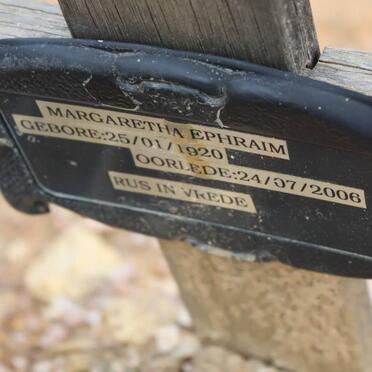 MARGARETHA EPHRAIM
GEBORE:25/01/1920
OORLEDE:24/07/2006
RUS IN VREDE